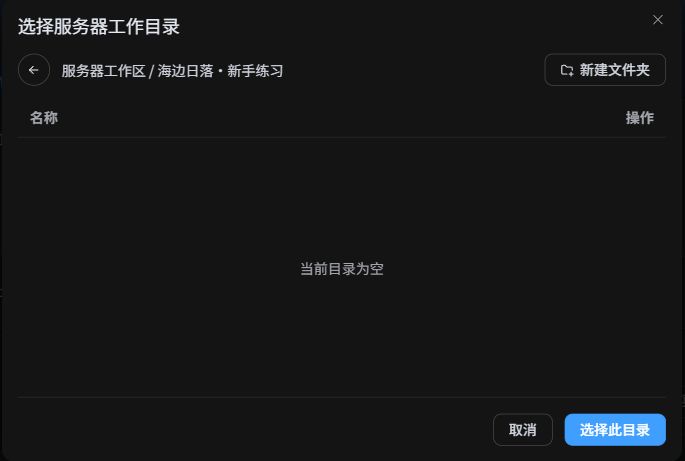 选择服务器工作目录
服务器工作区 / 海边日落·新手练习
新建文件夹
名称 操作
当前目录为空
取消 选择此目录